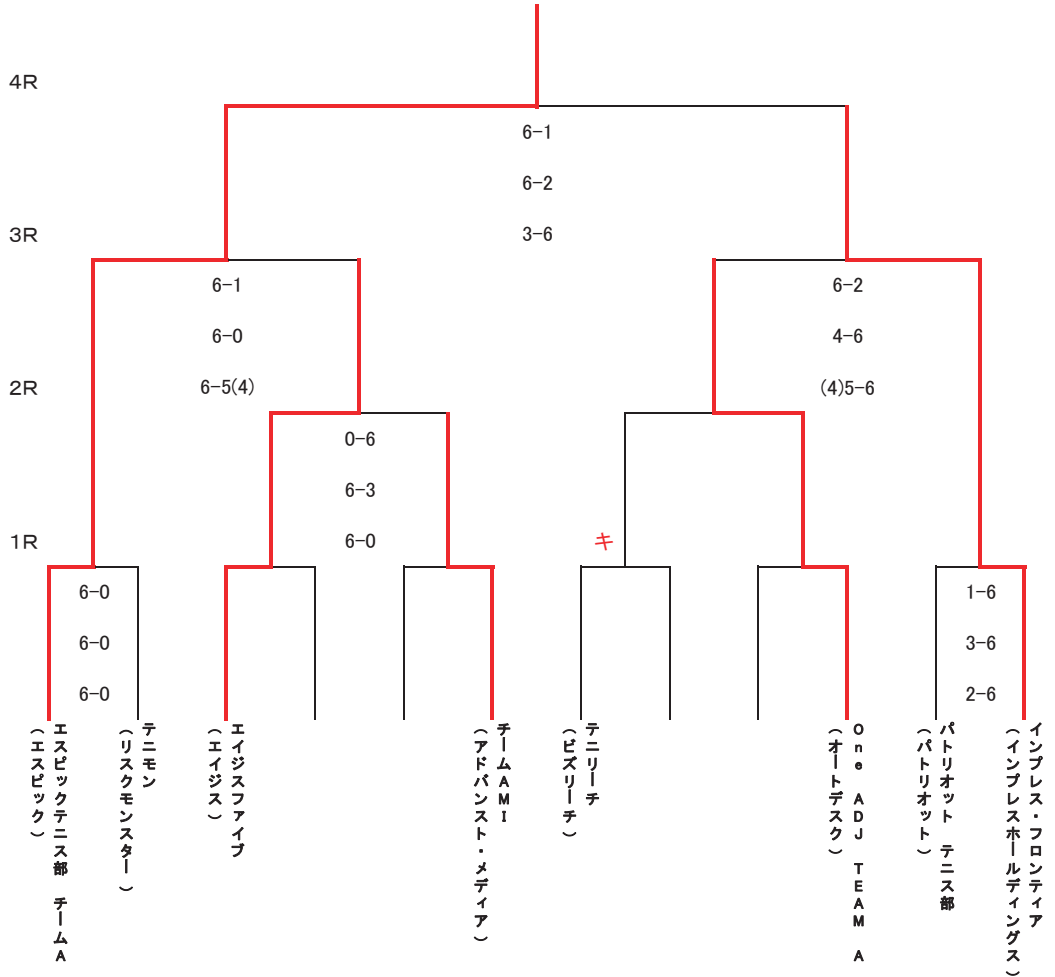 4R
6-1
6-2
3R
3-6
6-1
6-2
6-0
4-6
2R
6-5(4)
(4)5-6
0-6
6-3
1R
6-0
キ
6-0
1-6
6-0
3-6
6-0
2-6
エスピックテニス部 チームA
(エスピック)
テニモン
(リスクモンスター)
エイジスファイブ
(エイジス)
チームAMI
(アドバンスト・メディア)
テニリーチ
(ビズリーチ)
One ADJ TEAM A
(オートデスク)
パトリオット テニス部
(パトリオット)
インプレス・フロンティア
(インプレスホールディングス)